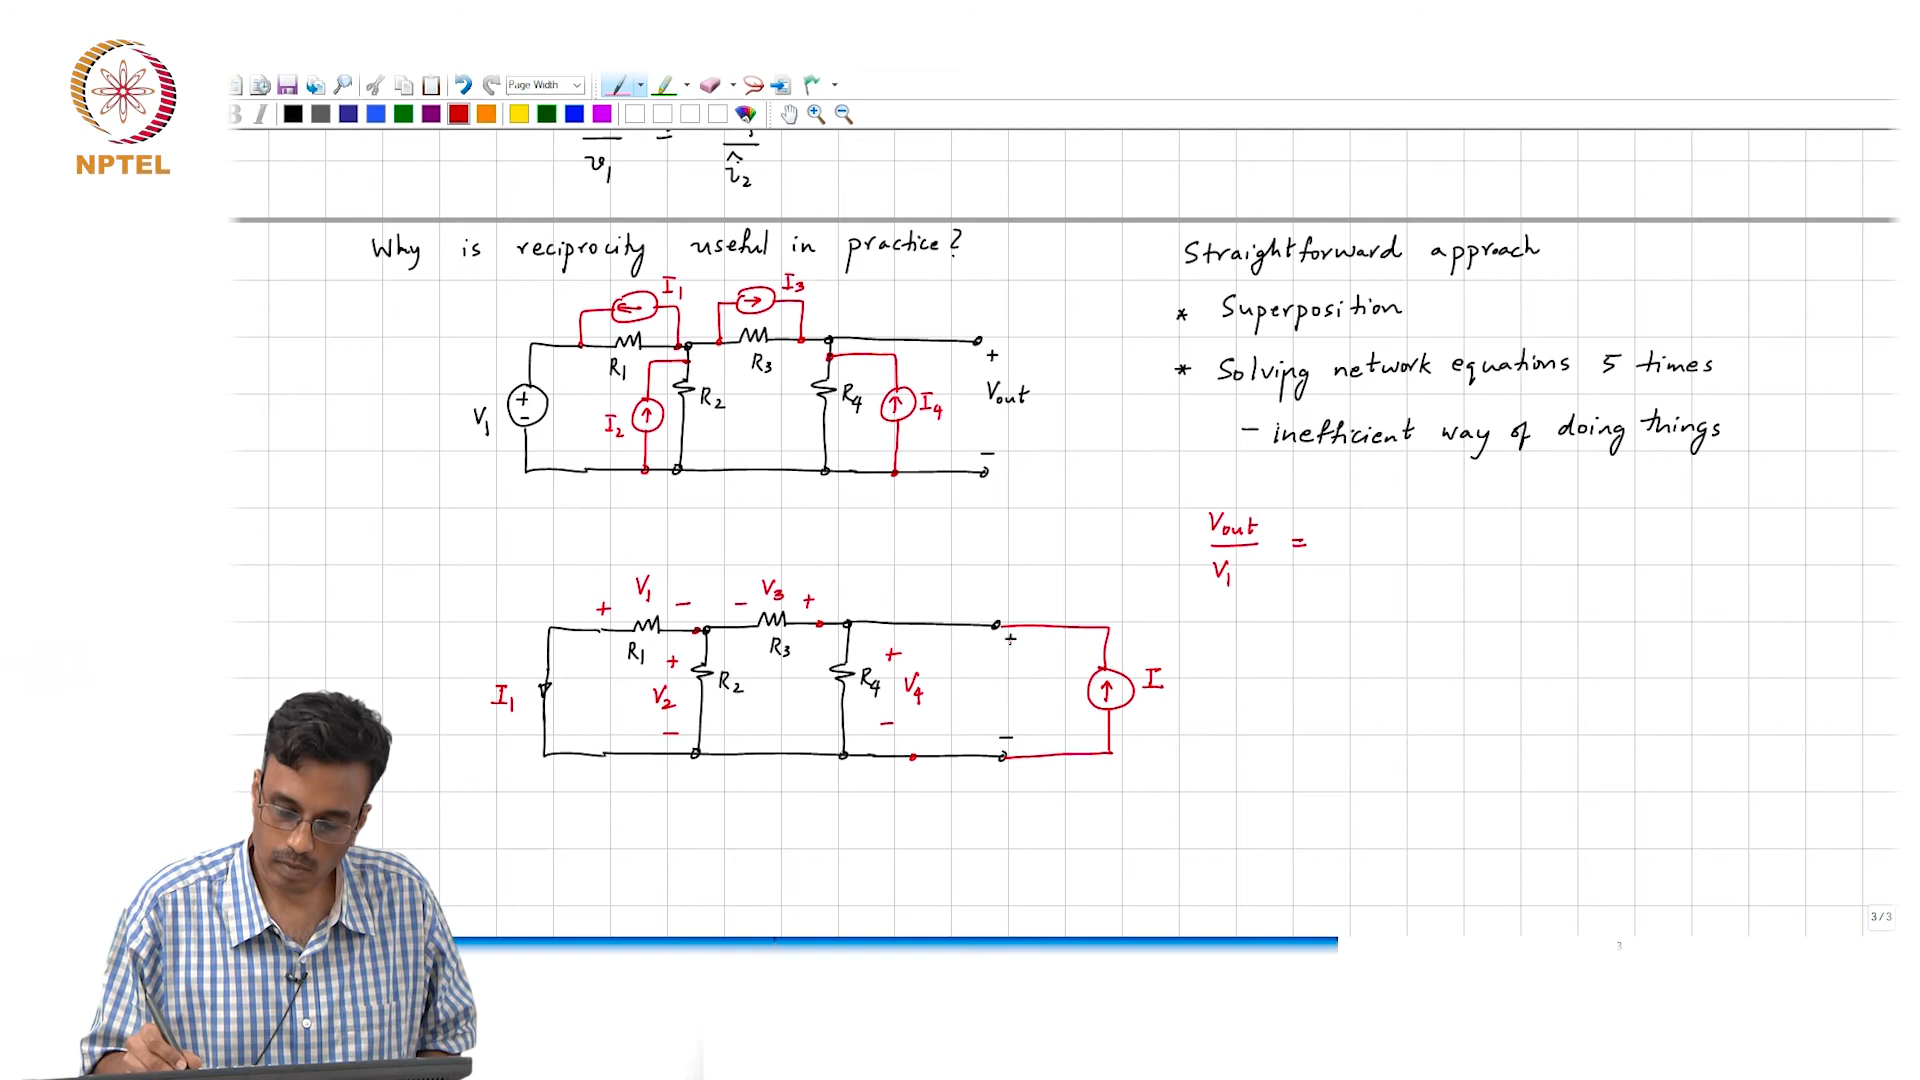 NPTEL
Page Width
B I
v1 = î2
Why is reciprocity useful in practice?
I1 I3
R1 R3
+
V1 + - I2 R2 R4 I4 Vout
-
Straightforward approach
* Superposition
* Solving network equations 5 times
- inefficient way of doing things
Vout
=
V1
+ V1 - - V3 +
R1 R3 +
I1 + V2 - R2 R4 + V4 - I
-
3/3
3